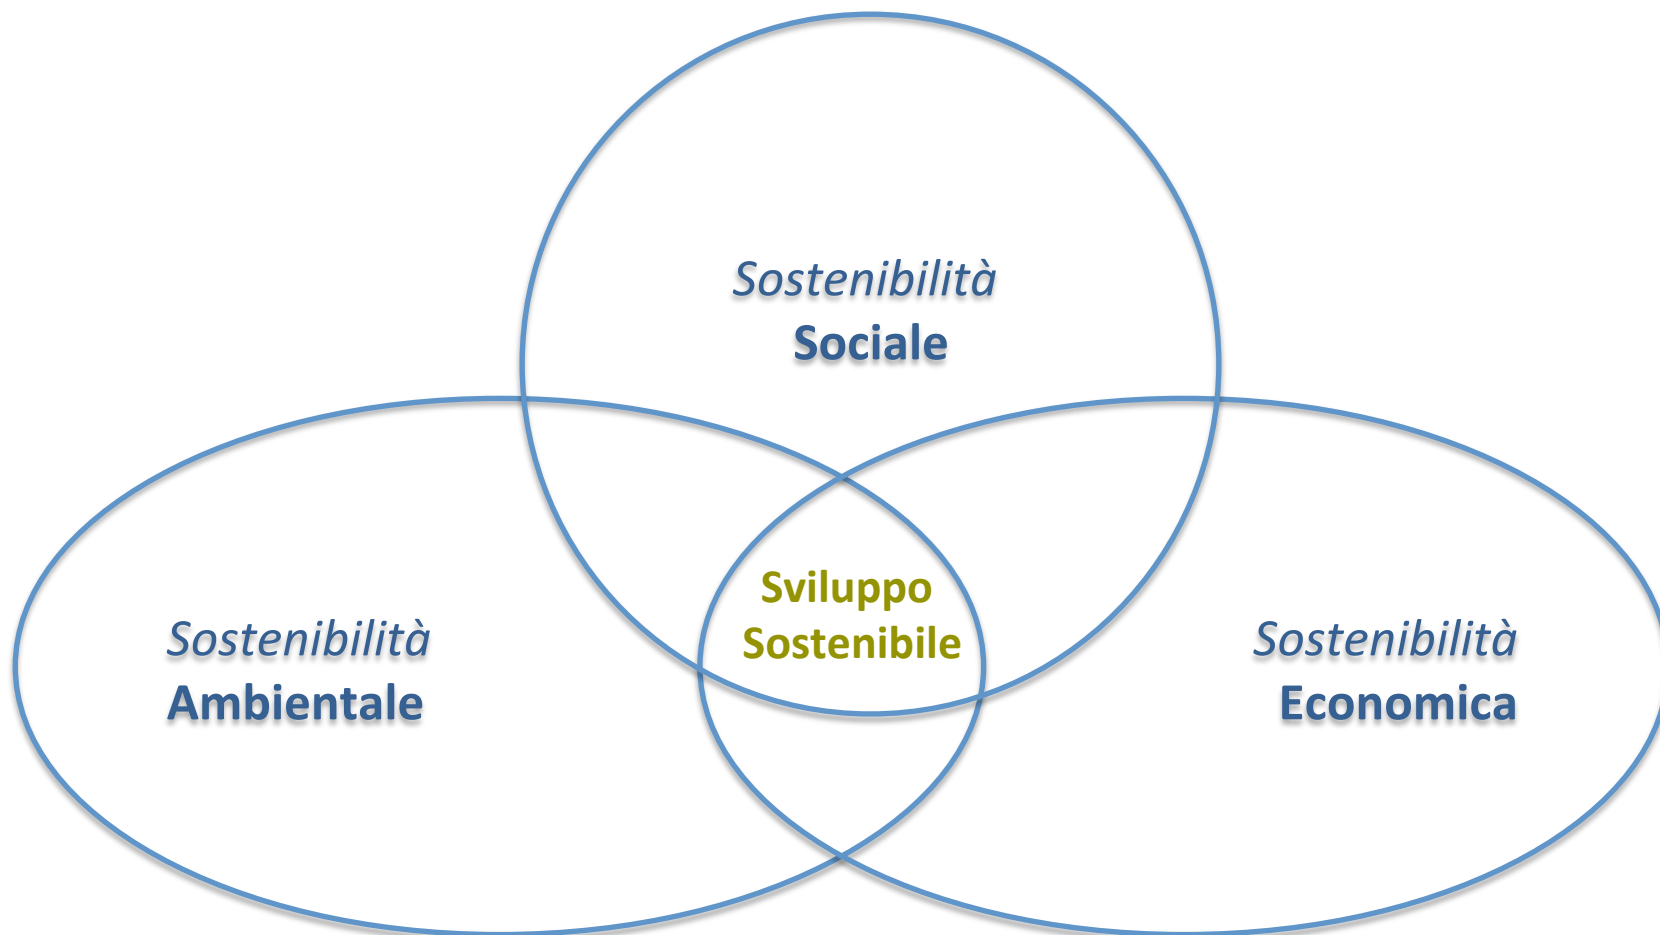 Sostenibilità
Sociale
Sviluppo
Sostenibile
Sostenibilità
Ambientale
Sostenibilità
Economica